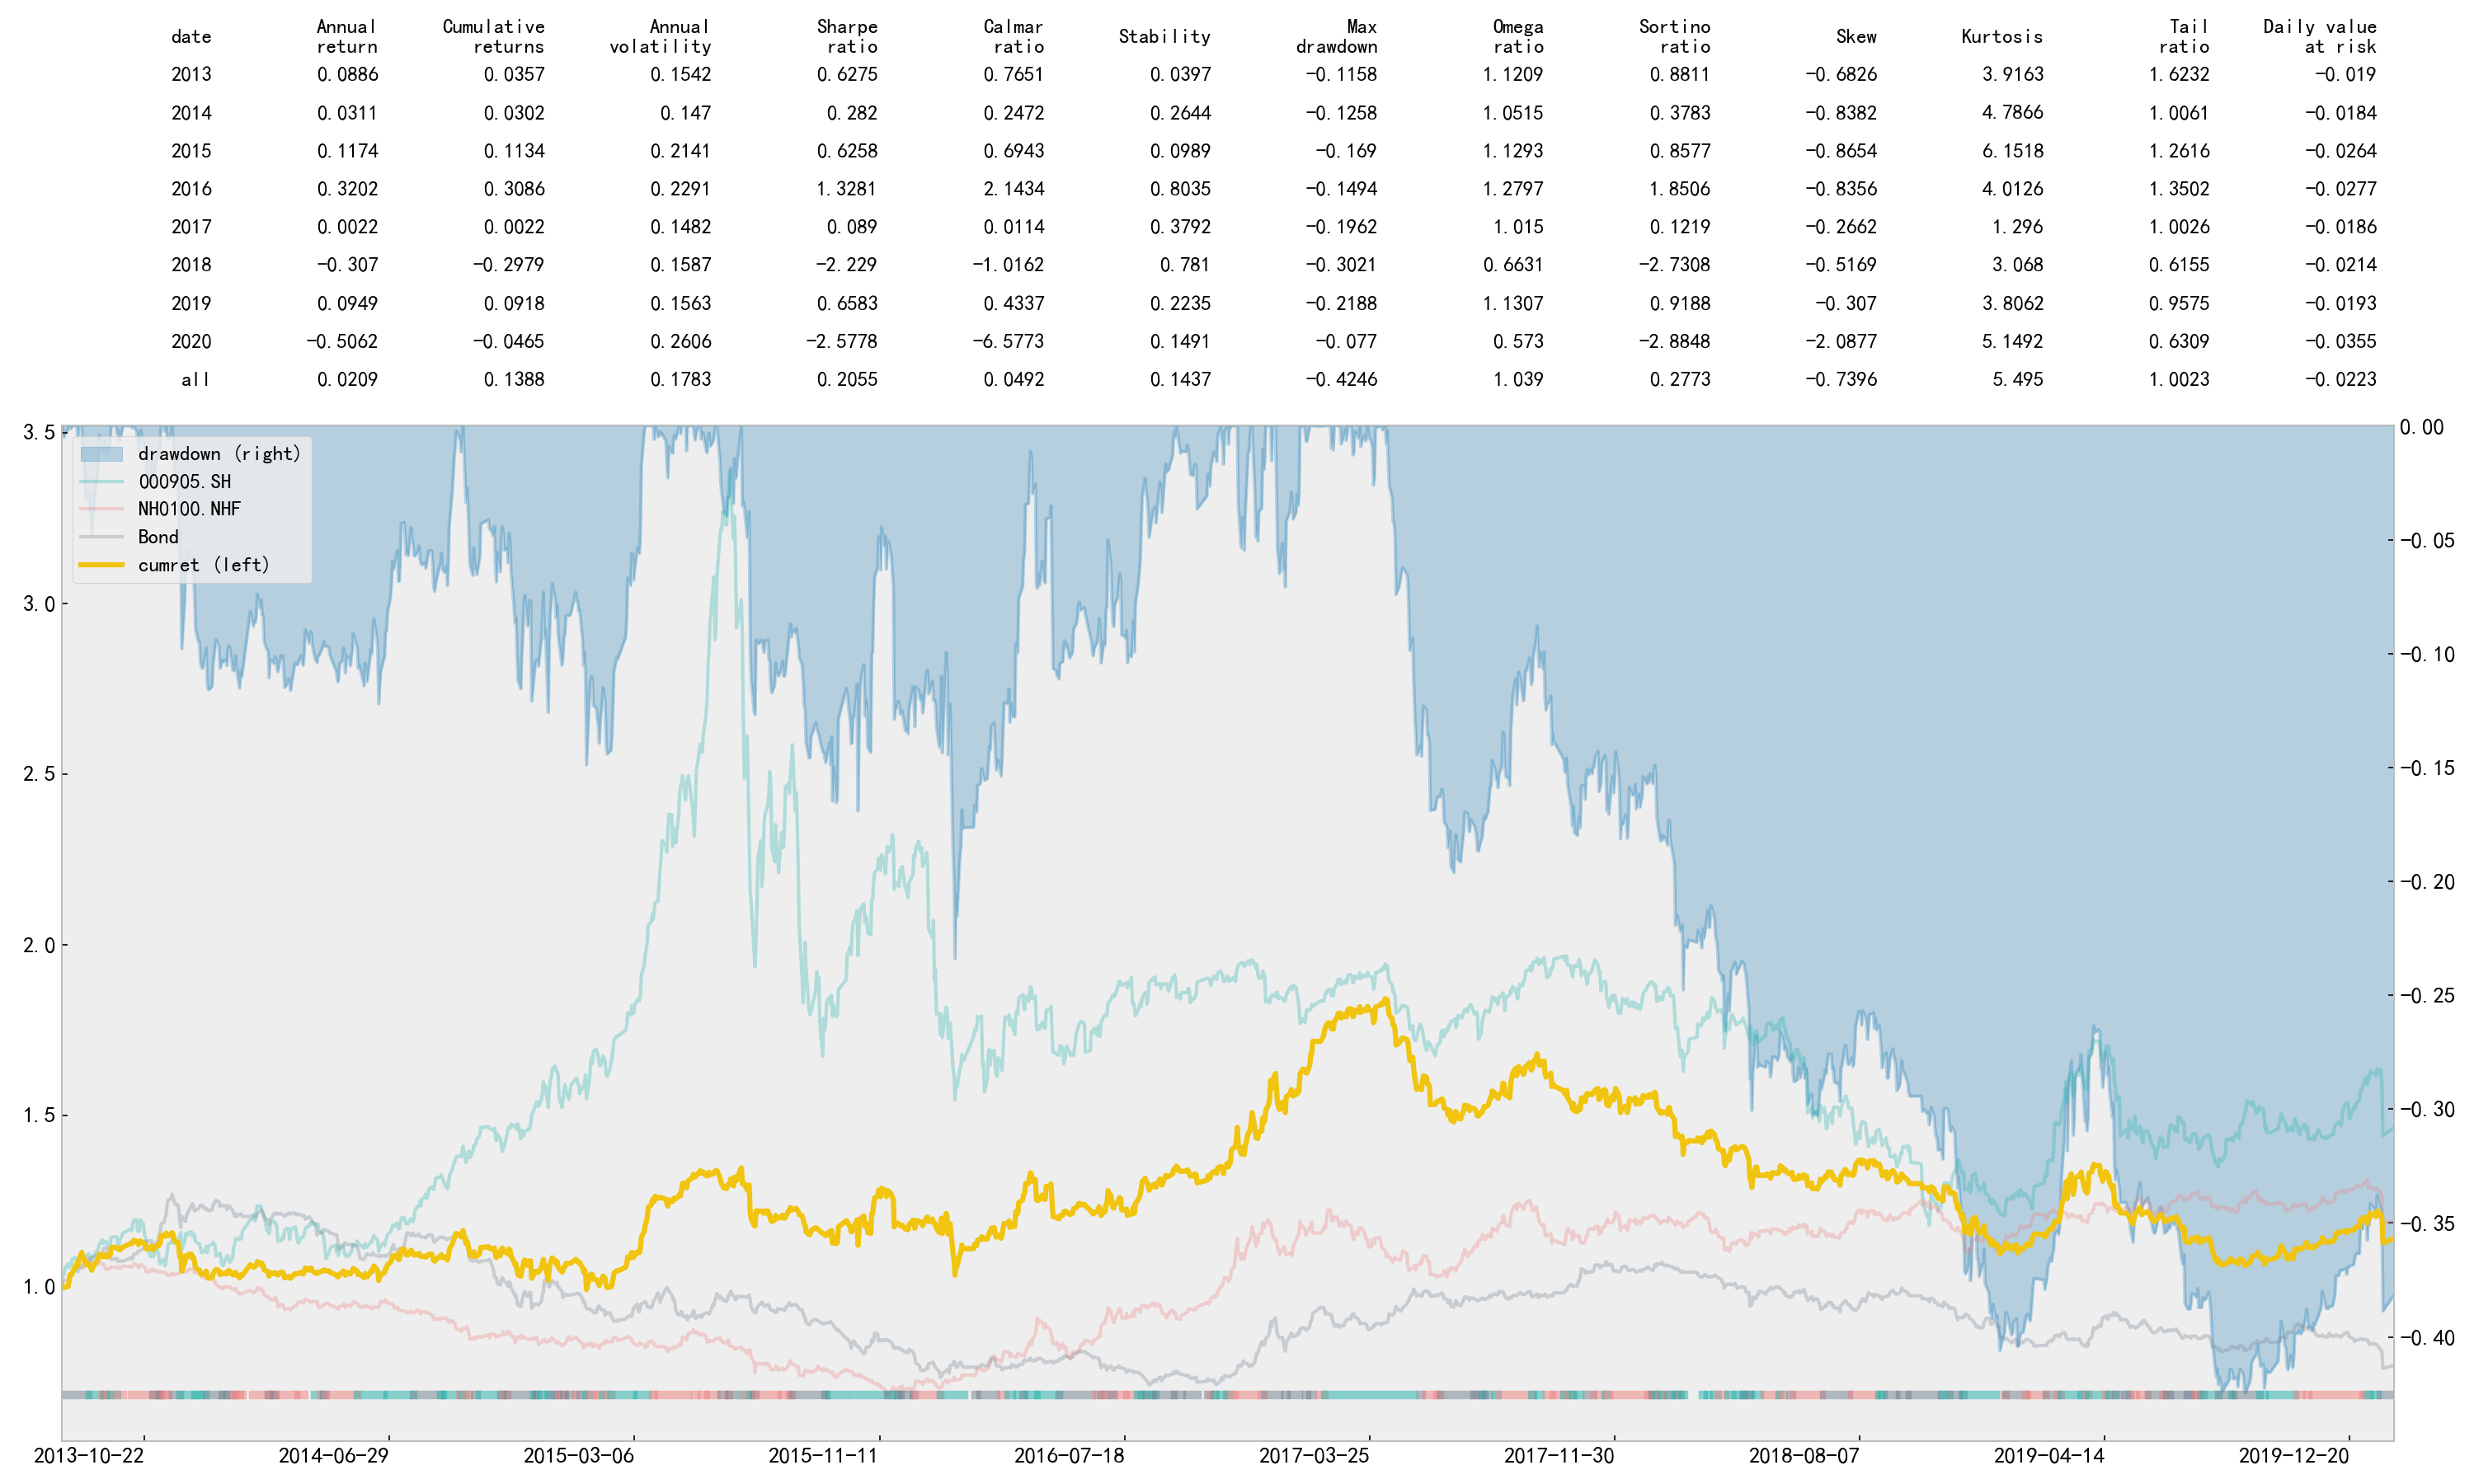 date Annual return Cumulative returns Annual volatility Sharpe ratio Calmar ratio Stability Max drawdown Omega ratio Sortino ratio Skew Kurtosis Tail ratio Daily value at risk
2013 0.0886 0.0357 0.1542 0.6275 0.7651 0.0397 −0.1158 1.1209 0.8811 −0.6826 3.9163 1.6232 −0.019
2014 0.0311 0.0302 0.147 0.282 0.2472 0.2644 −0.1258 1.0515 0.3783 −0.8382 4.7866 1.0061 −0.0184
2015 0.1174 0.1134 0.2141 0.6258 0.6943 0.0989 −0.169 1.1293 0.8577 −0.8654 6.1518 1.2616 −0.0264
2016 0.3202 0.3086 0.2291 1.3281 2.1434 0.8035 −0.1494 1.2797 1.8506 −0.8356 4.0126 1.3502 −0.0277
2017 0.0022 0.0022 0.1482 0.089 0.0114 0.3792 −0.1962 1.015 0.1219 −0.2662 1.296 1.0026 −0.0186
2018 −0.307 −0.2979 0.1587 −2.229 −1.0162 0.781 −0.3021 0.6631 −2.7308 −0.5169 3.068 0.6155 −0.0214
2019 0.0949 0.0918 0.1563 0.6583 0.4337 0.2235 −0.2188 1.1307 0.9188 −0.307 3.8062 0.9575 −0.0193
2020 −0.5062 −0.0465 0.2606 −2.5778 −6.5773 0.1491 −0.077 0.573 −2.8848 −2.0877 5.1492 0.6309 −0.0355
all 0.0209 0.1388 0.1783 0.2055 0.0492 0.1437 −0.4246 1.039 0.2773 −0.7396 5.495 1.0023 −0.0223
3.5
3.0
2.5
2.0
1.5
1.0
drawdown (right)
000905.SH
NH0100.NHF
Bond
cumret (left)
0.00
−0.05
−0.10
−0.15
−0.20
−0.25
−0.30
−0.35
−0.40
2013−10−22 2014−06−29 2015−03−06 2015−11−11 2016−07−18 2017−03−25 2017−11−30 2018−08−07 2019−04−14 2019−12−20